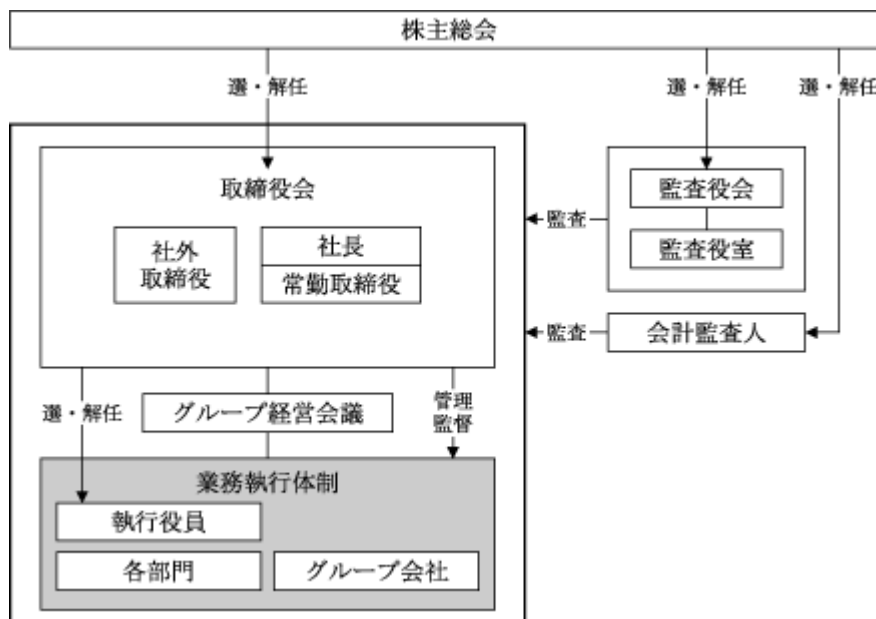 株主総会
選・解任
選・解任
選・解任
取締役会
社外
取締役
社長
常勤取締役
監査
監査役会
監査役室
監査
会計監査人
選・解任
グループ経営会議
管理
監督
業務執行体制
執行役員
各部門
グループ会社